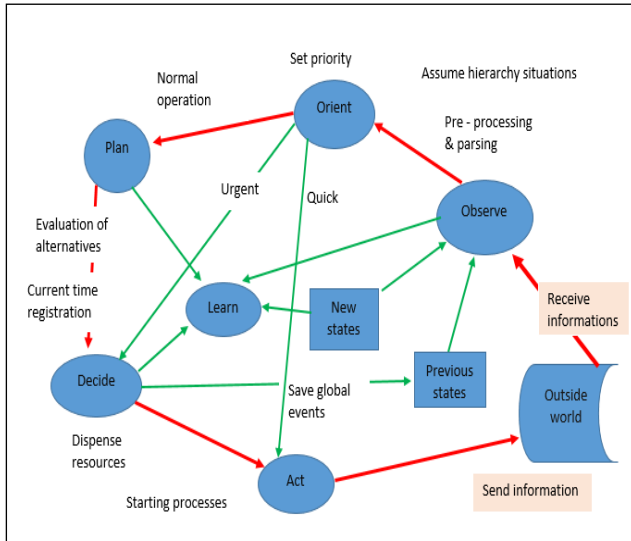 Set priority
Assume hierarchy situations
Normal
operation
Orient
Pre - processing
& parsing
Plan
Urgent
Quick
Observe
Evaluation of
alternatives
Current time
registration
Learn
New
states
Receive
informations
Decide
Save global
events
Previous
states
Outside
world
Dispense
resources
Act
Starting processes
Send information